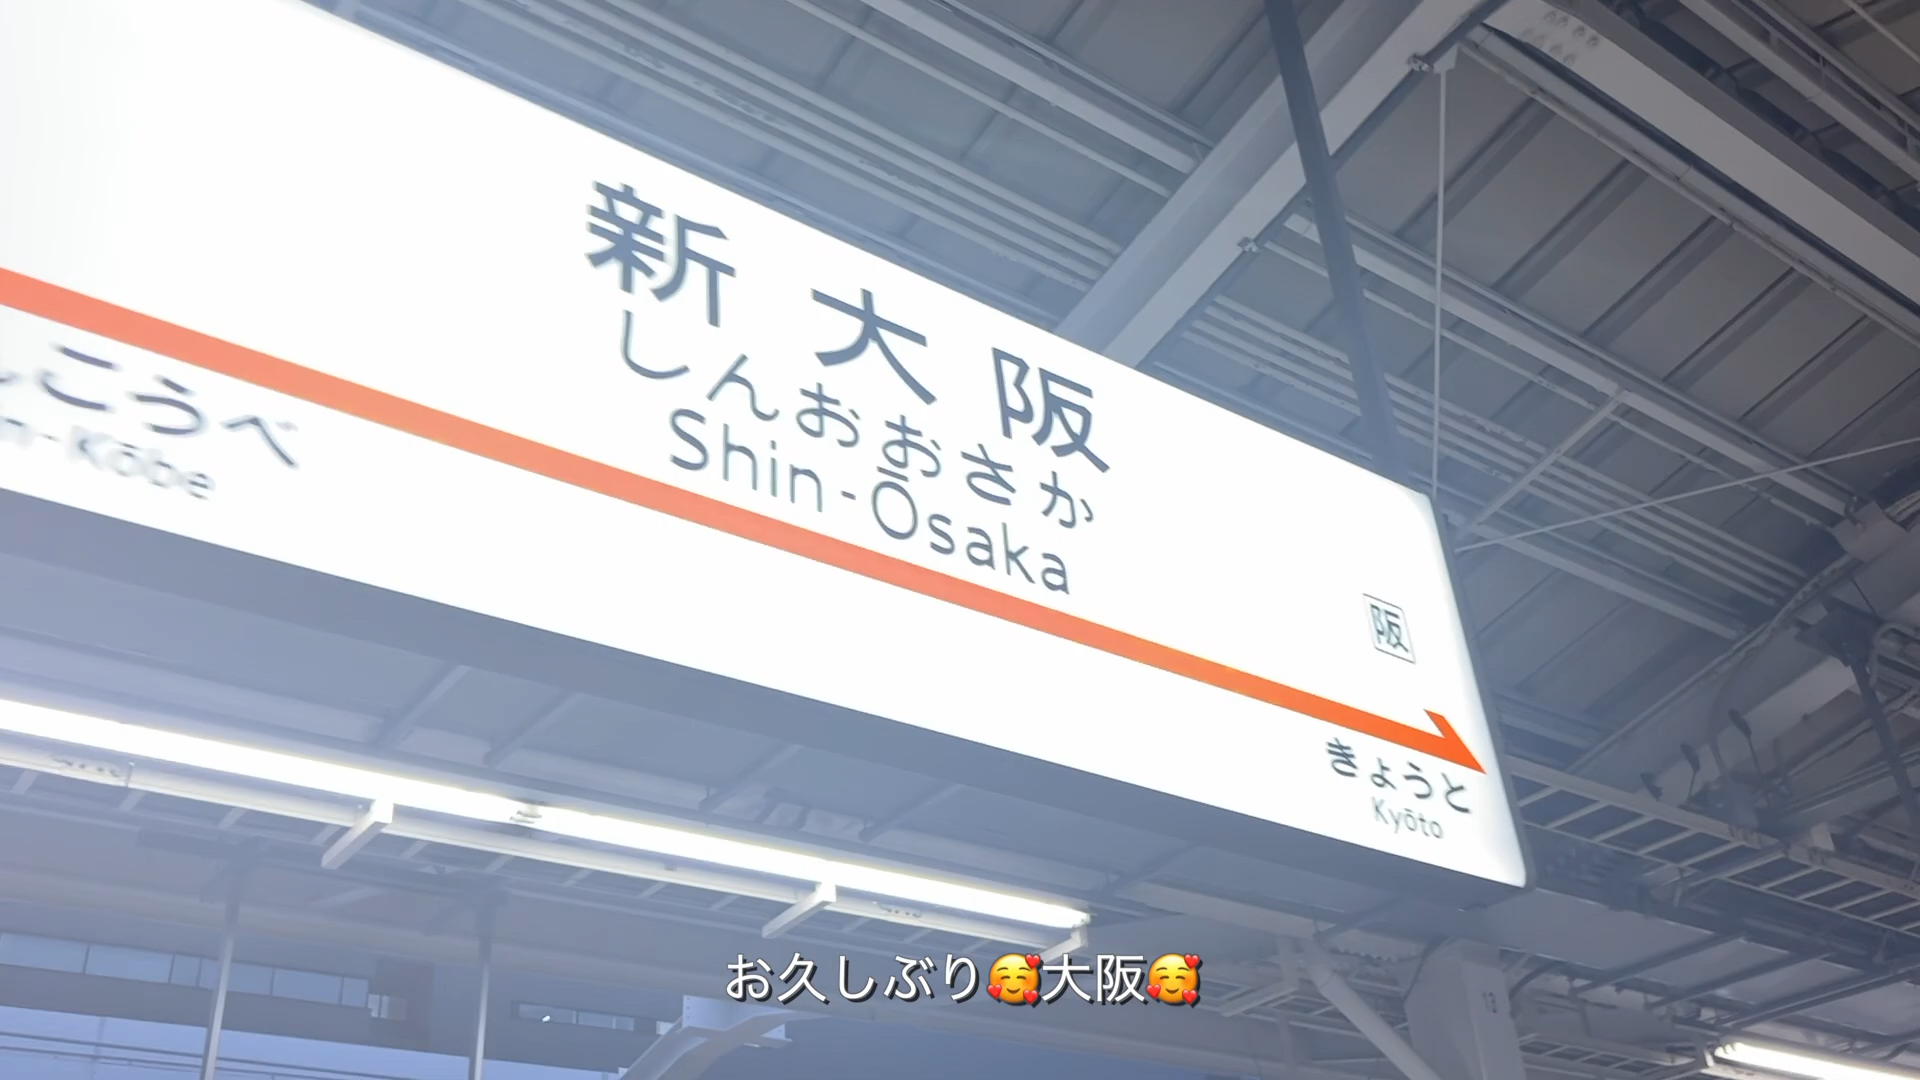 新大阪
しんおおさか
Shin-Ōsaka
こうべ
Kōbe
阪
きょうと
Kyōto
お久しぶり🥰大阪🥰